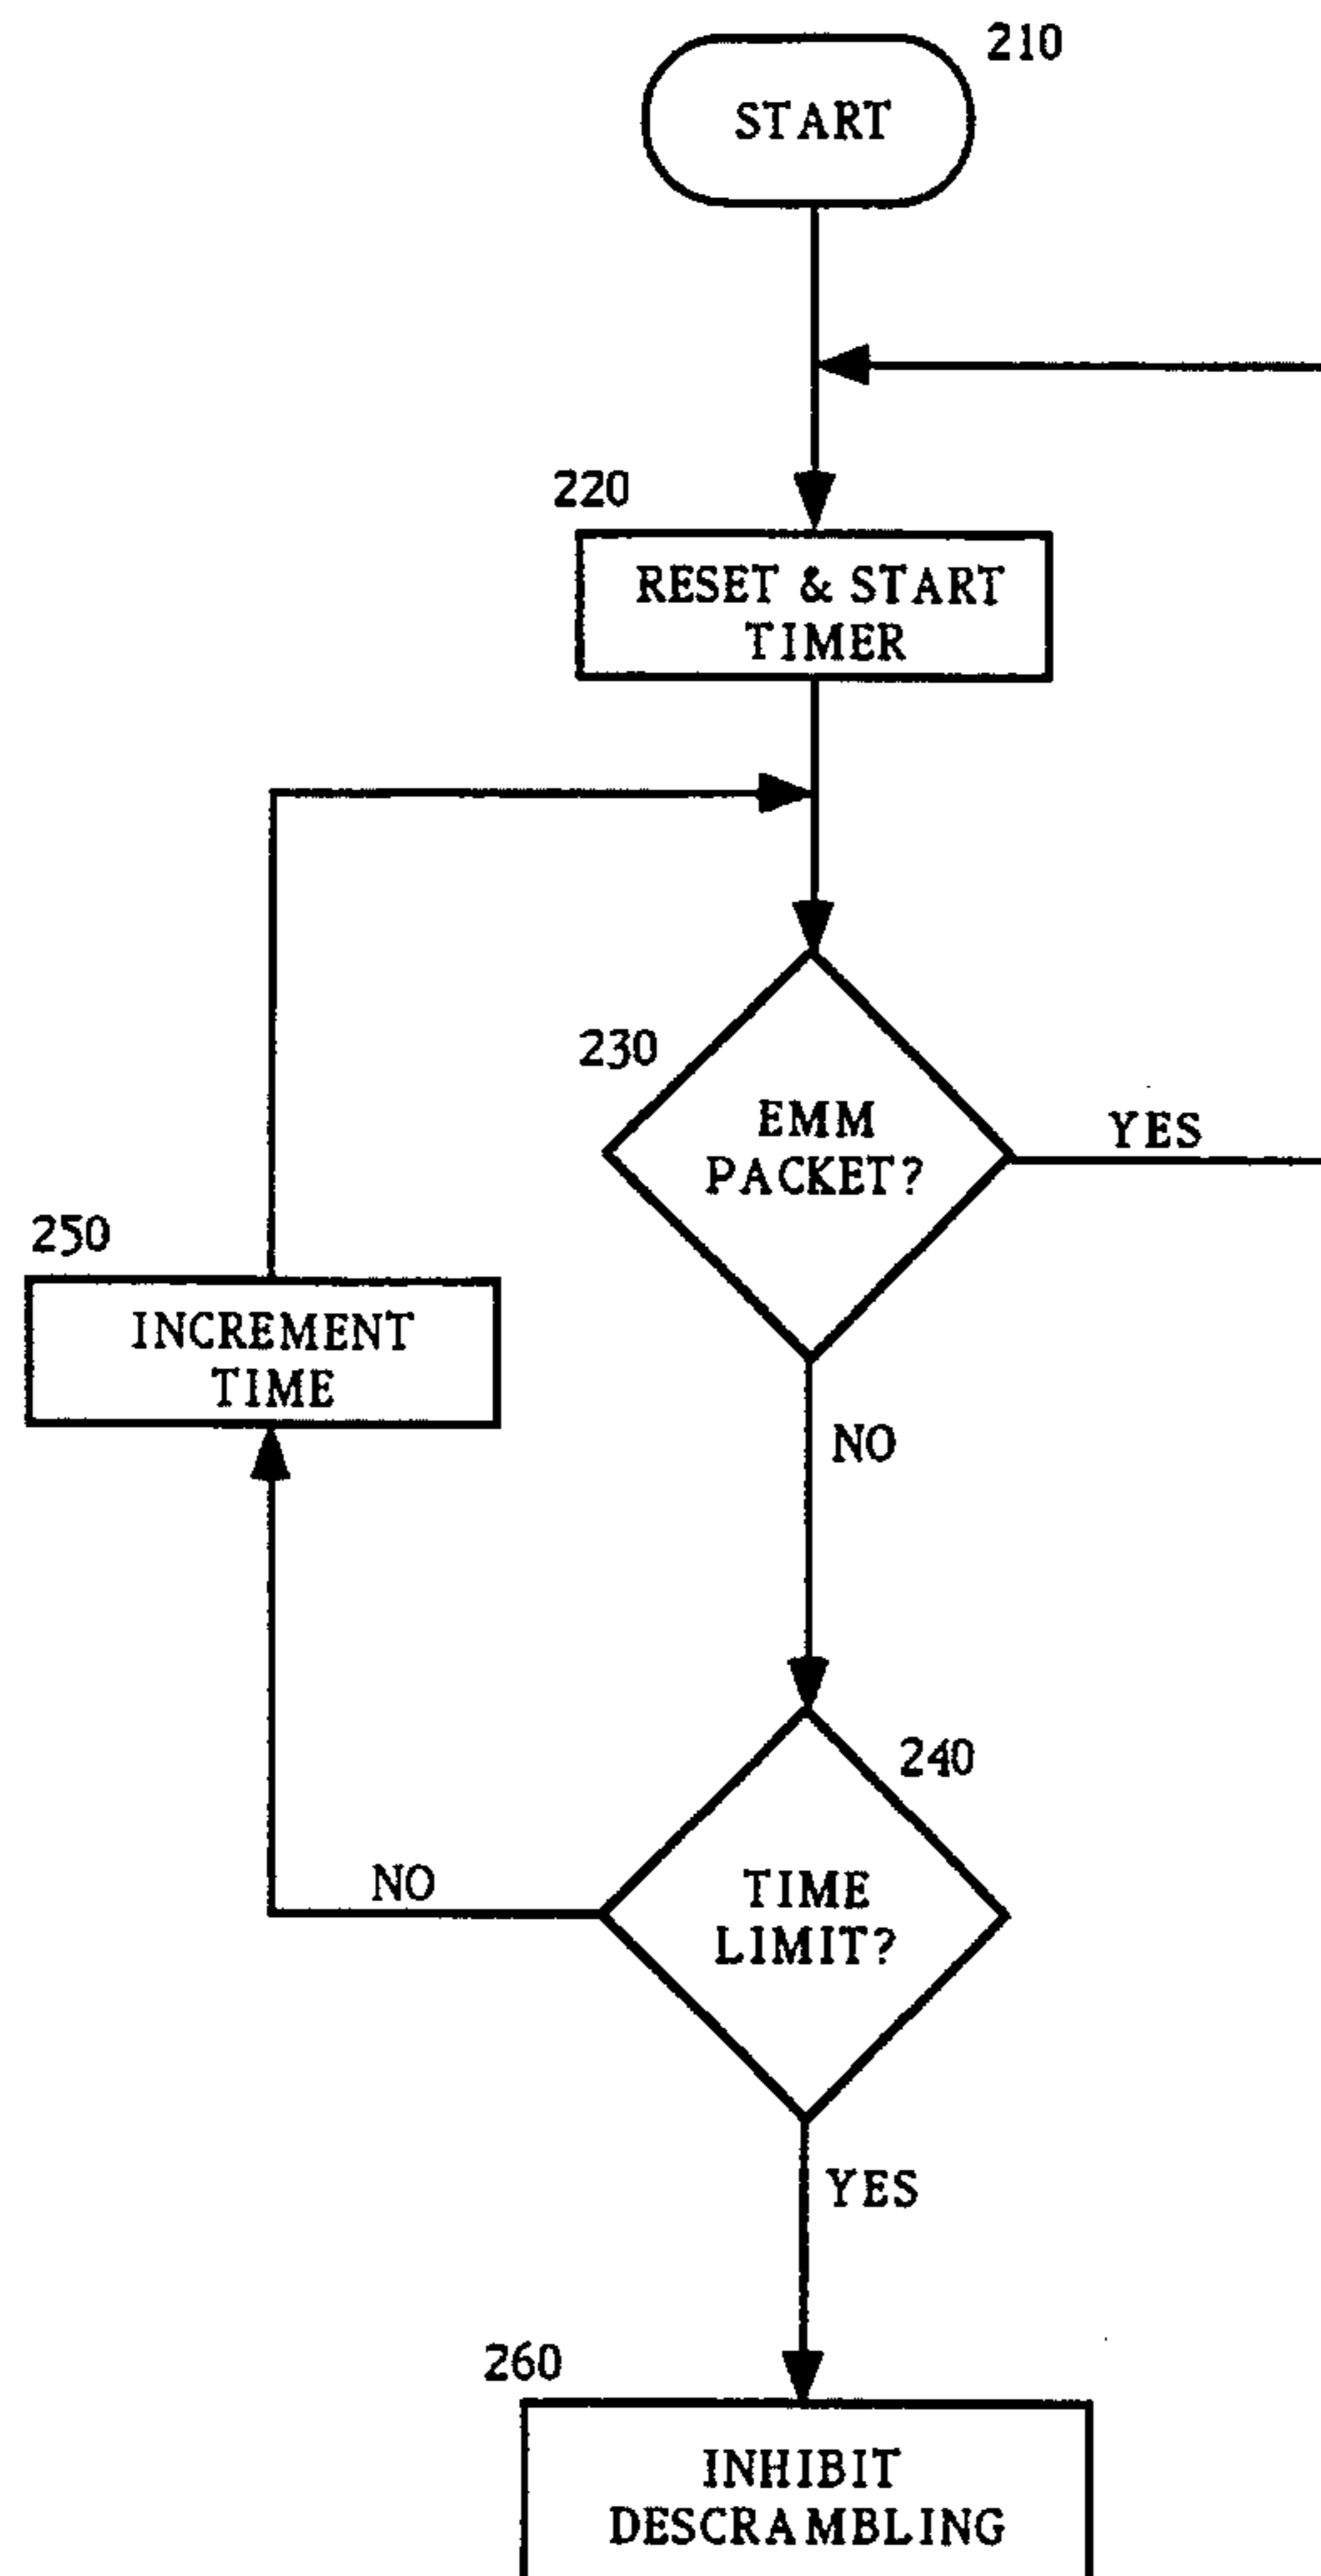 210
START
220
RESET & START
TIMER
230
EMM
PACKET?
YES
250
INCREMENT
TIME
NO
240
TIME
LIMIT?
NO
YES
260
INHIBIT
DESCRAMBLING